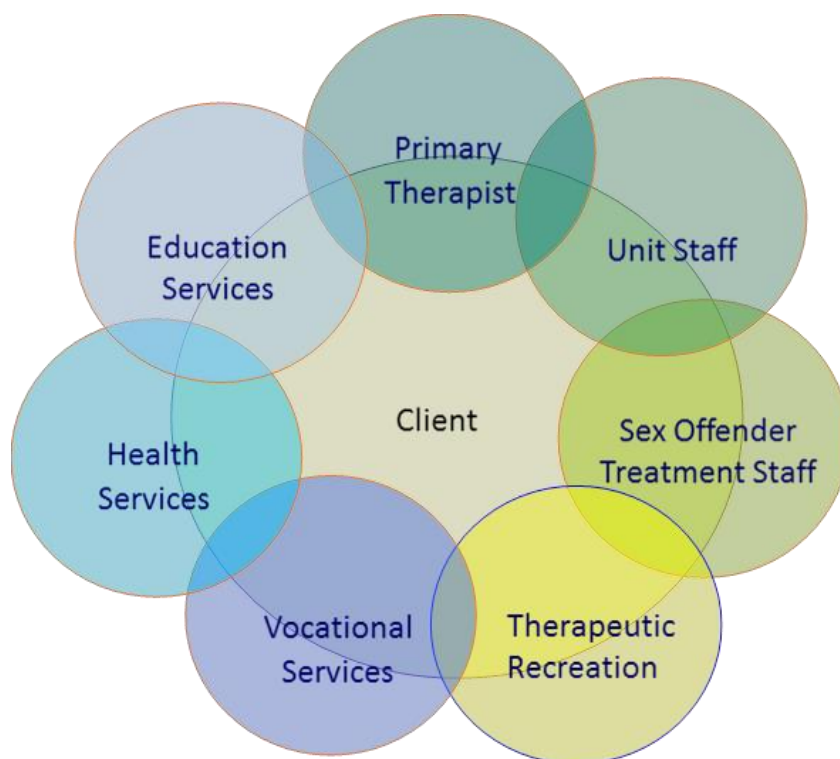 Primary
Therapist
Unit Staff
Education
Services
Client
Sex Offender
Treatment Staff
Health
Services
Vocational
Services
Therapeutic
Recreation